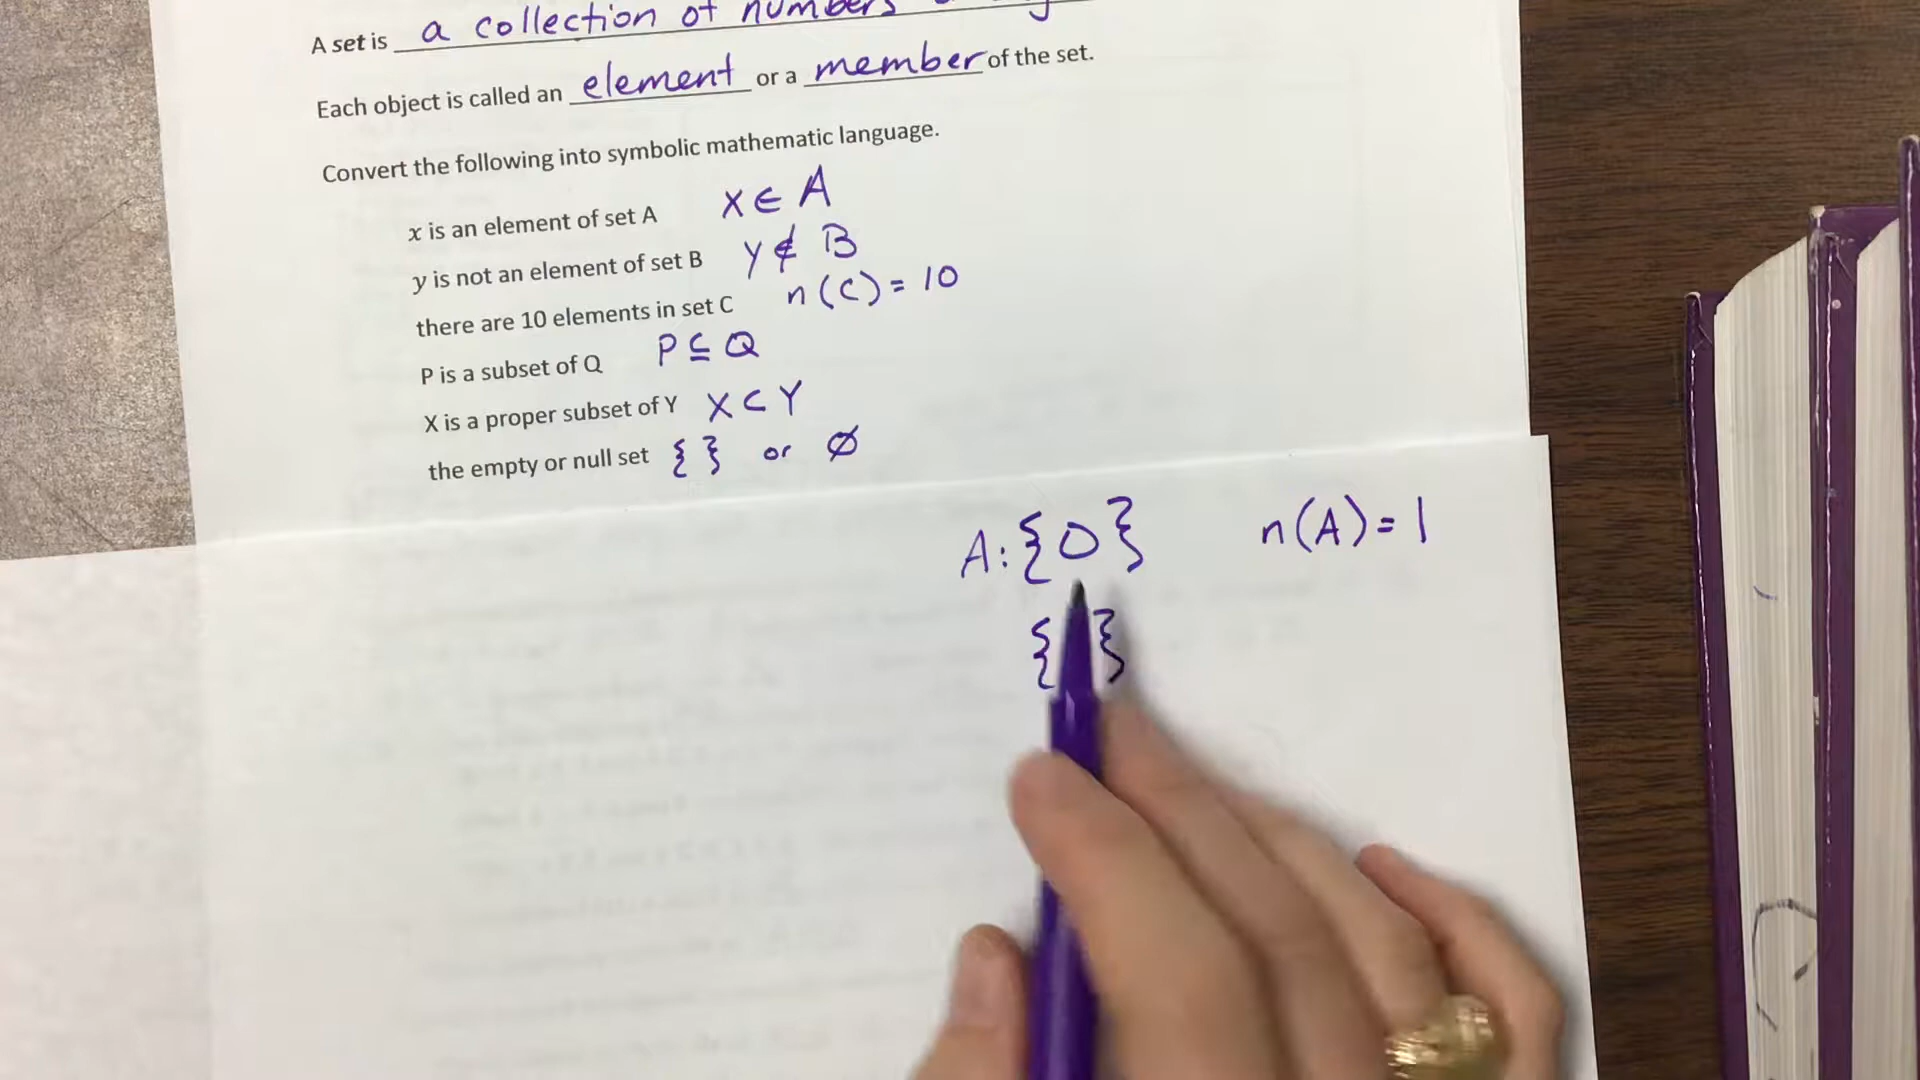 A set is a collection of numbers
Each object is called an element or a member of the set.
Convert the following into symbolic mathematic language.
x is an element of set A x ∈ A
y is not an element of set B y ∉ B
there are 10 elements in set C n(C) = 10
P is a subset of Q P ⊆ Q
X is a proper subset of Y X ⊂ Y
the empty or null set { } or ∅
A: {0} n(A) = 1
{ }